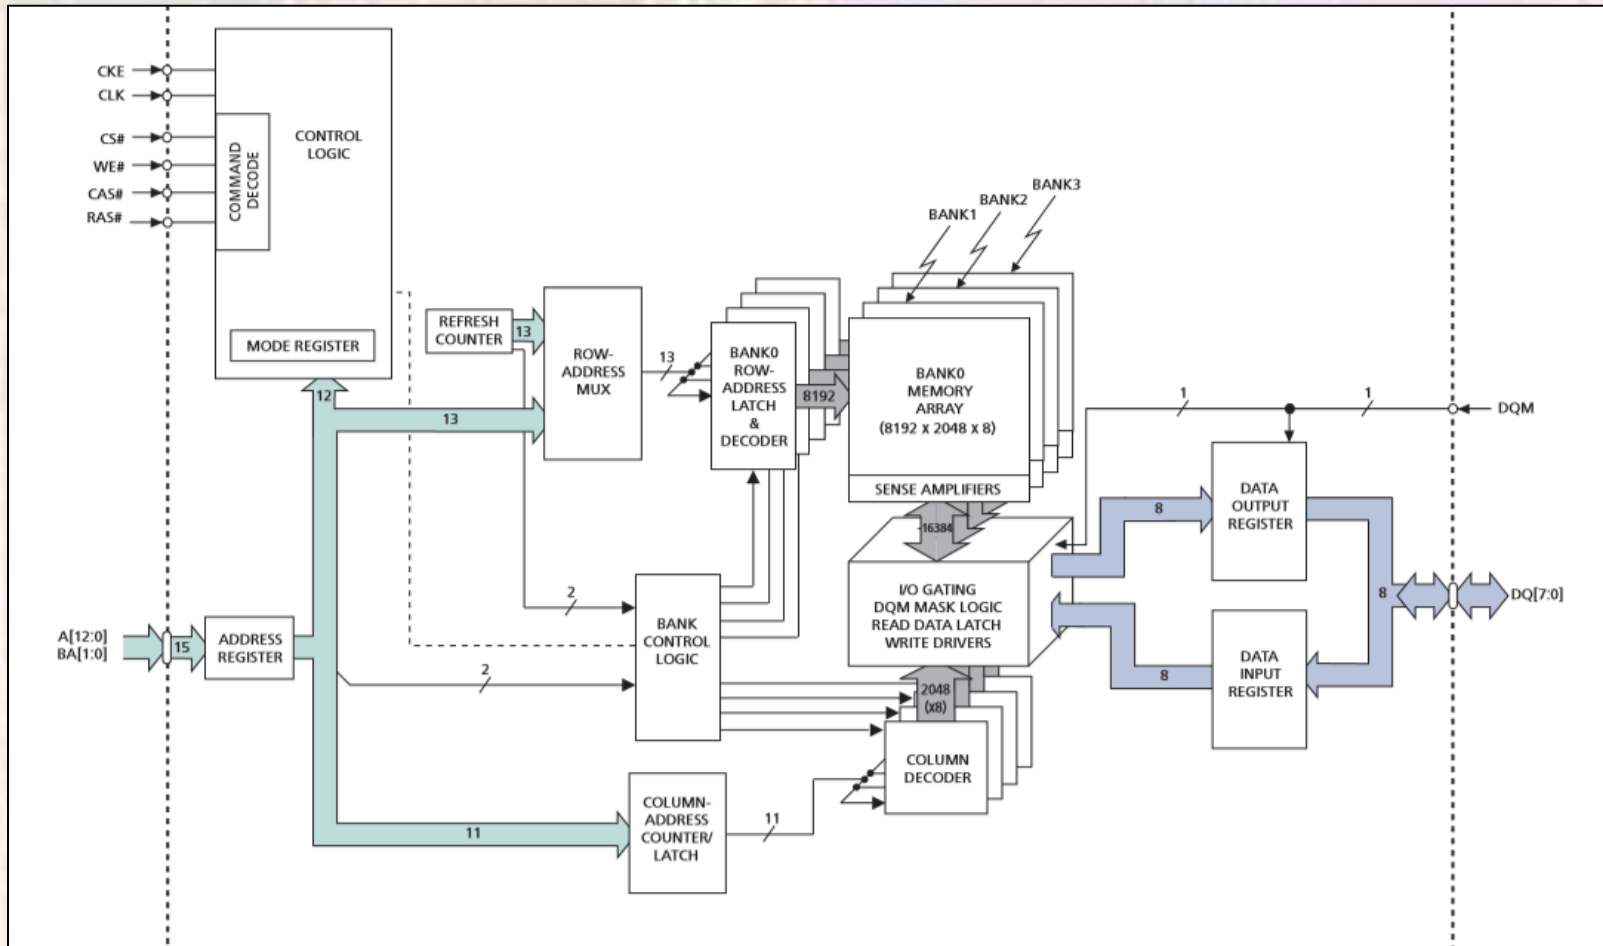 CKE
CLK
CS#
WE#
CAS#
RAS#
COMMAND
DECODE
CONTROL
LOGIC
MODE REGISTER
12
13
REFRESH
COUNTER
13
ROW-
ADDRESS
MUX
13
BANK0
ROW-
ADDRESS
LATCH
&
DECODER
8192
BANK1
BANK2
BANK3
BANK0
MEMORY
ARRAY
(8192 x 2048 x 8)
SENSE AMPLIFIERS
16384
I/O GATING
DQM MASK LOGIC
READ DATA LATCH
WRITE DRIVERS
2048
(x8)
COLUMN
DECODER
A[12:0]
BA[1:0]
15
ADDRESS
REGISTER
2
2
BANK
CONTROL
LOGIC
11
COLUMN-
ADDRESS
COUNTER/
LATCH
11
1
1
DQM
8
DATA
OUTPUT
REGISTER
8
DQ[7:0]
8
DATA
INPUT
REGISTER